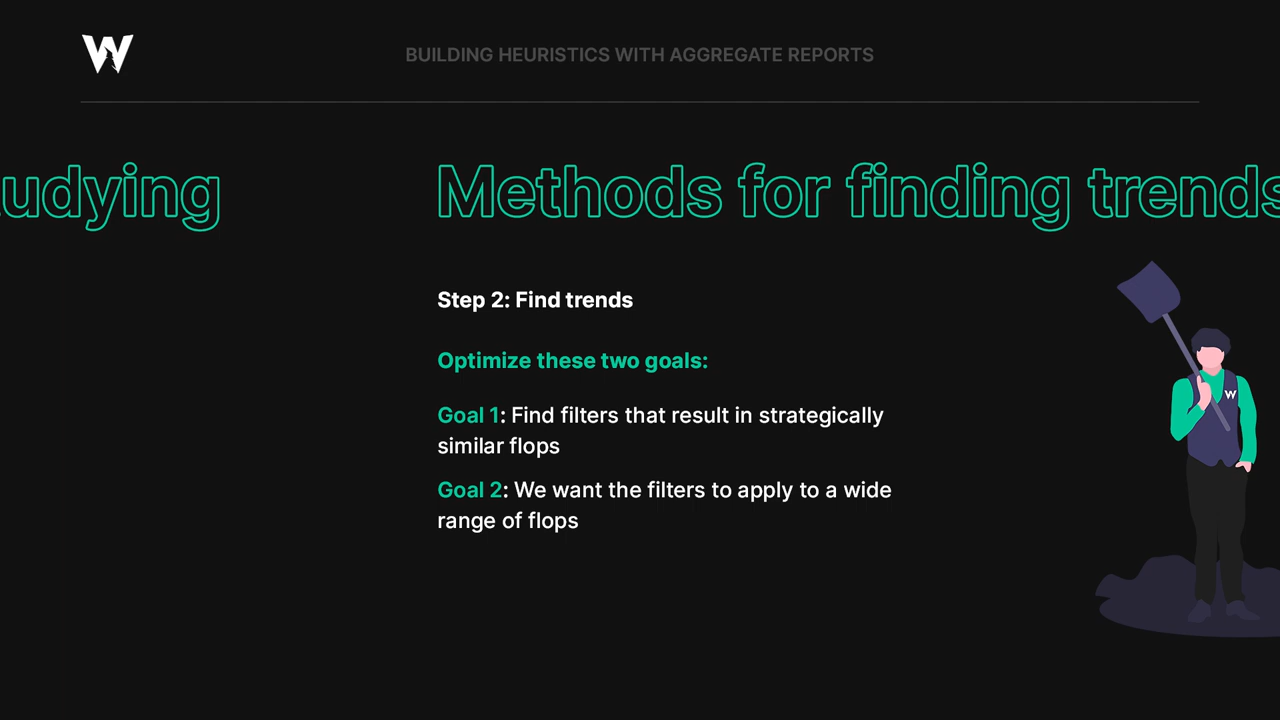 W
BUILDING HEURISTICS WITH AGGREGATE REPORTS
udying
Methods for finding trends
Step 2: Find trends
Optimize these two goals:
Goal 1: Find filters that result in strategically
similar flops
Goal 2: We want the filters to apply to a wide
range of flops
W